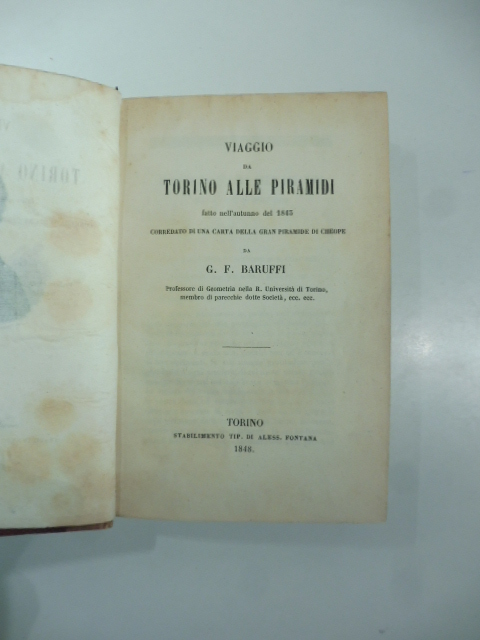 VIAGGIO
DA
TORINO ALLE PIRAMIDI
fatto nell'autunno del 1843
CORREDATO DI UNA CARTA DELLA GRAN PIRAMIDE DI CHEOPE
DA
G. F. BARUFFI
Professore di Geometria nella R. Università di Torino,
membro di parecchie dotte Società, ecc. ecc.
TORINO
STABILIMENTO TIP. DI ALESS. FONTANA
1848.